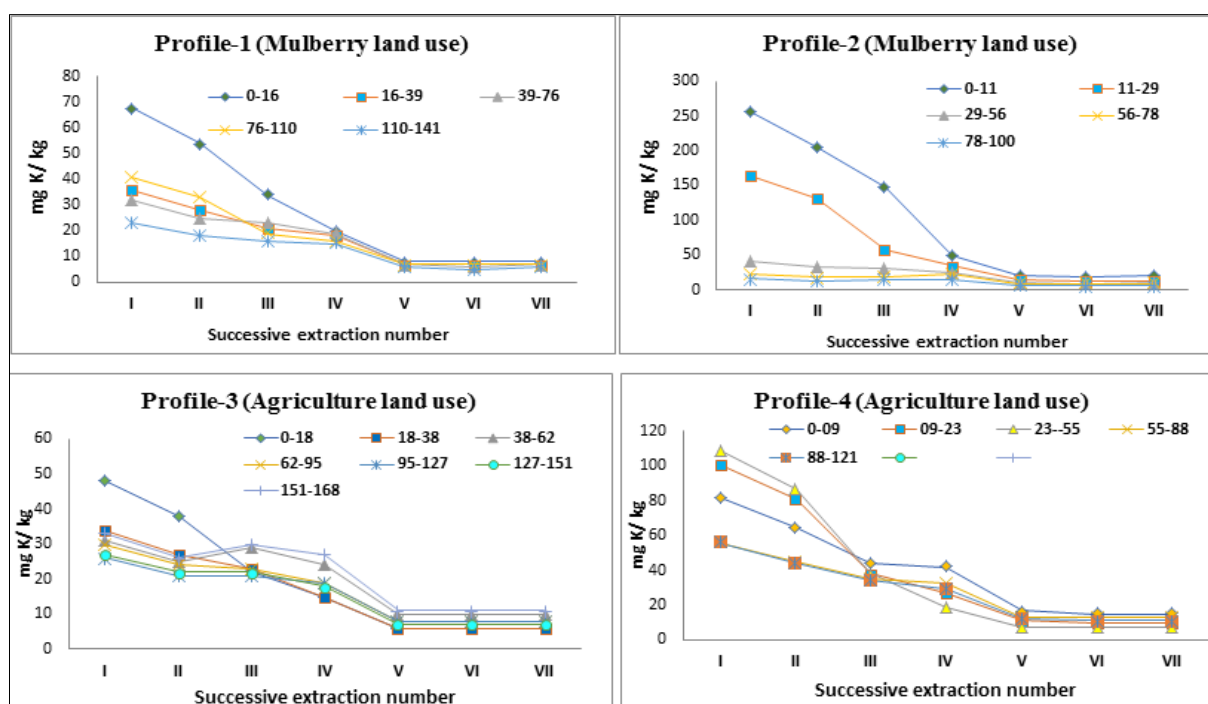 Profile-1 (Mulberry land use)
80
70
60
50
40
30
20
10
0
mg K/ kg
0-16 16-39 39-76
76-110 110-141
I II III IV V VI VII
Successive extraction number
Profile-2 (Mulberry land use)
300
250
200
150
100
50
0
mg K/ kg
0-11 11-29
29-56 56-78
78-100
I II III IV V VI VII
Successive extraction number
Profile-3 (Agriculture land use)
60
50
40
30
20
10
0
mg K/ kg
0-18 18-38 38-62
62-95 95-127 127-151
151-168
I II III IV V VI VII
Successive extraction number
Profile-4 (Agriculture land use)
120
100
80
60
40
20
0
mg K/ kg
0-09 09-23 23--55 55-88
88-121
I II III IV V VI VII
Successive extraction number